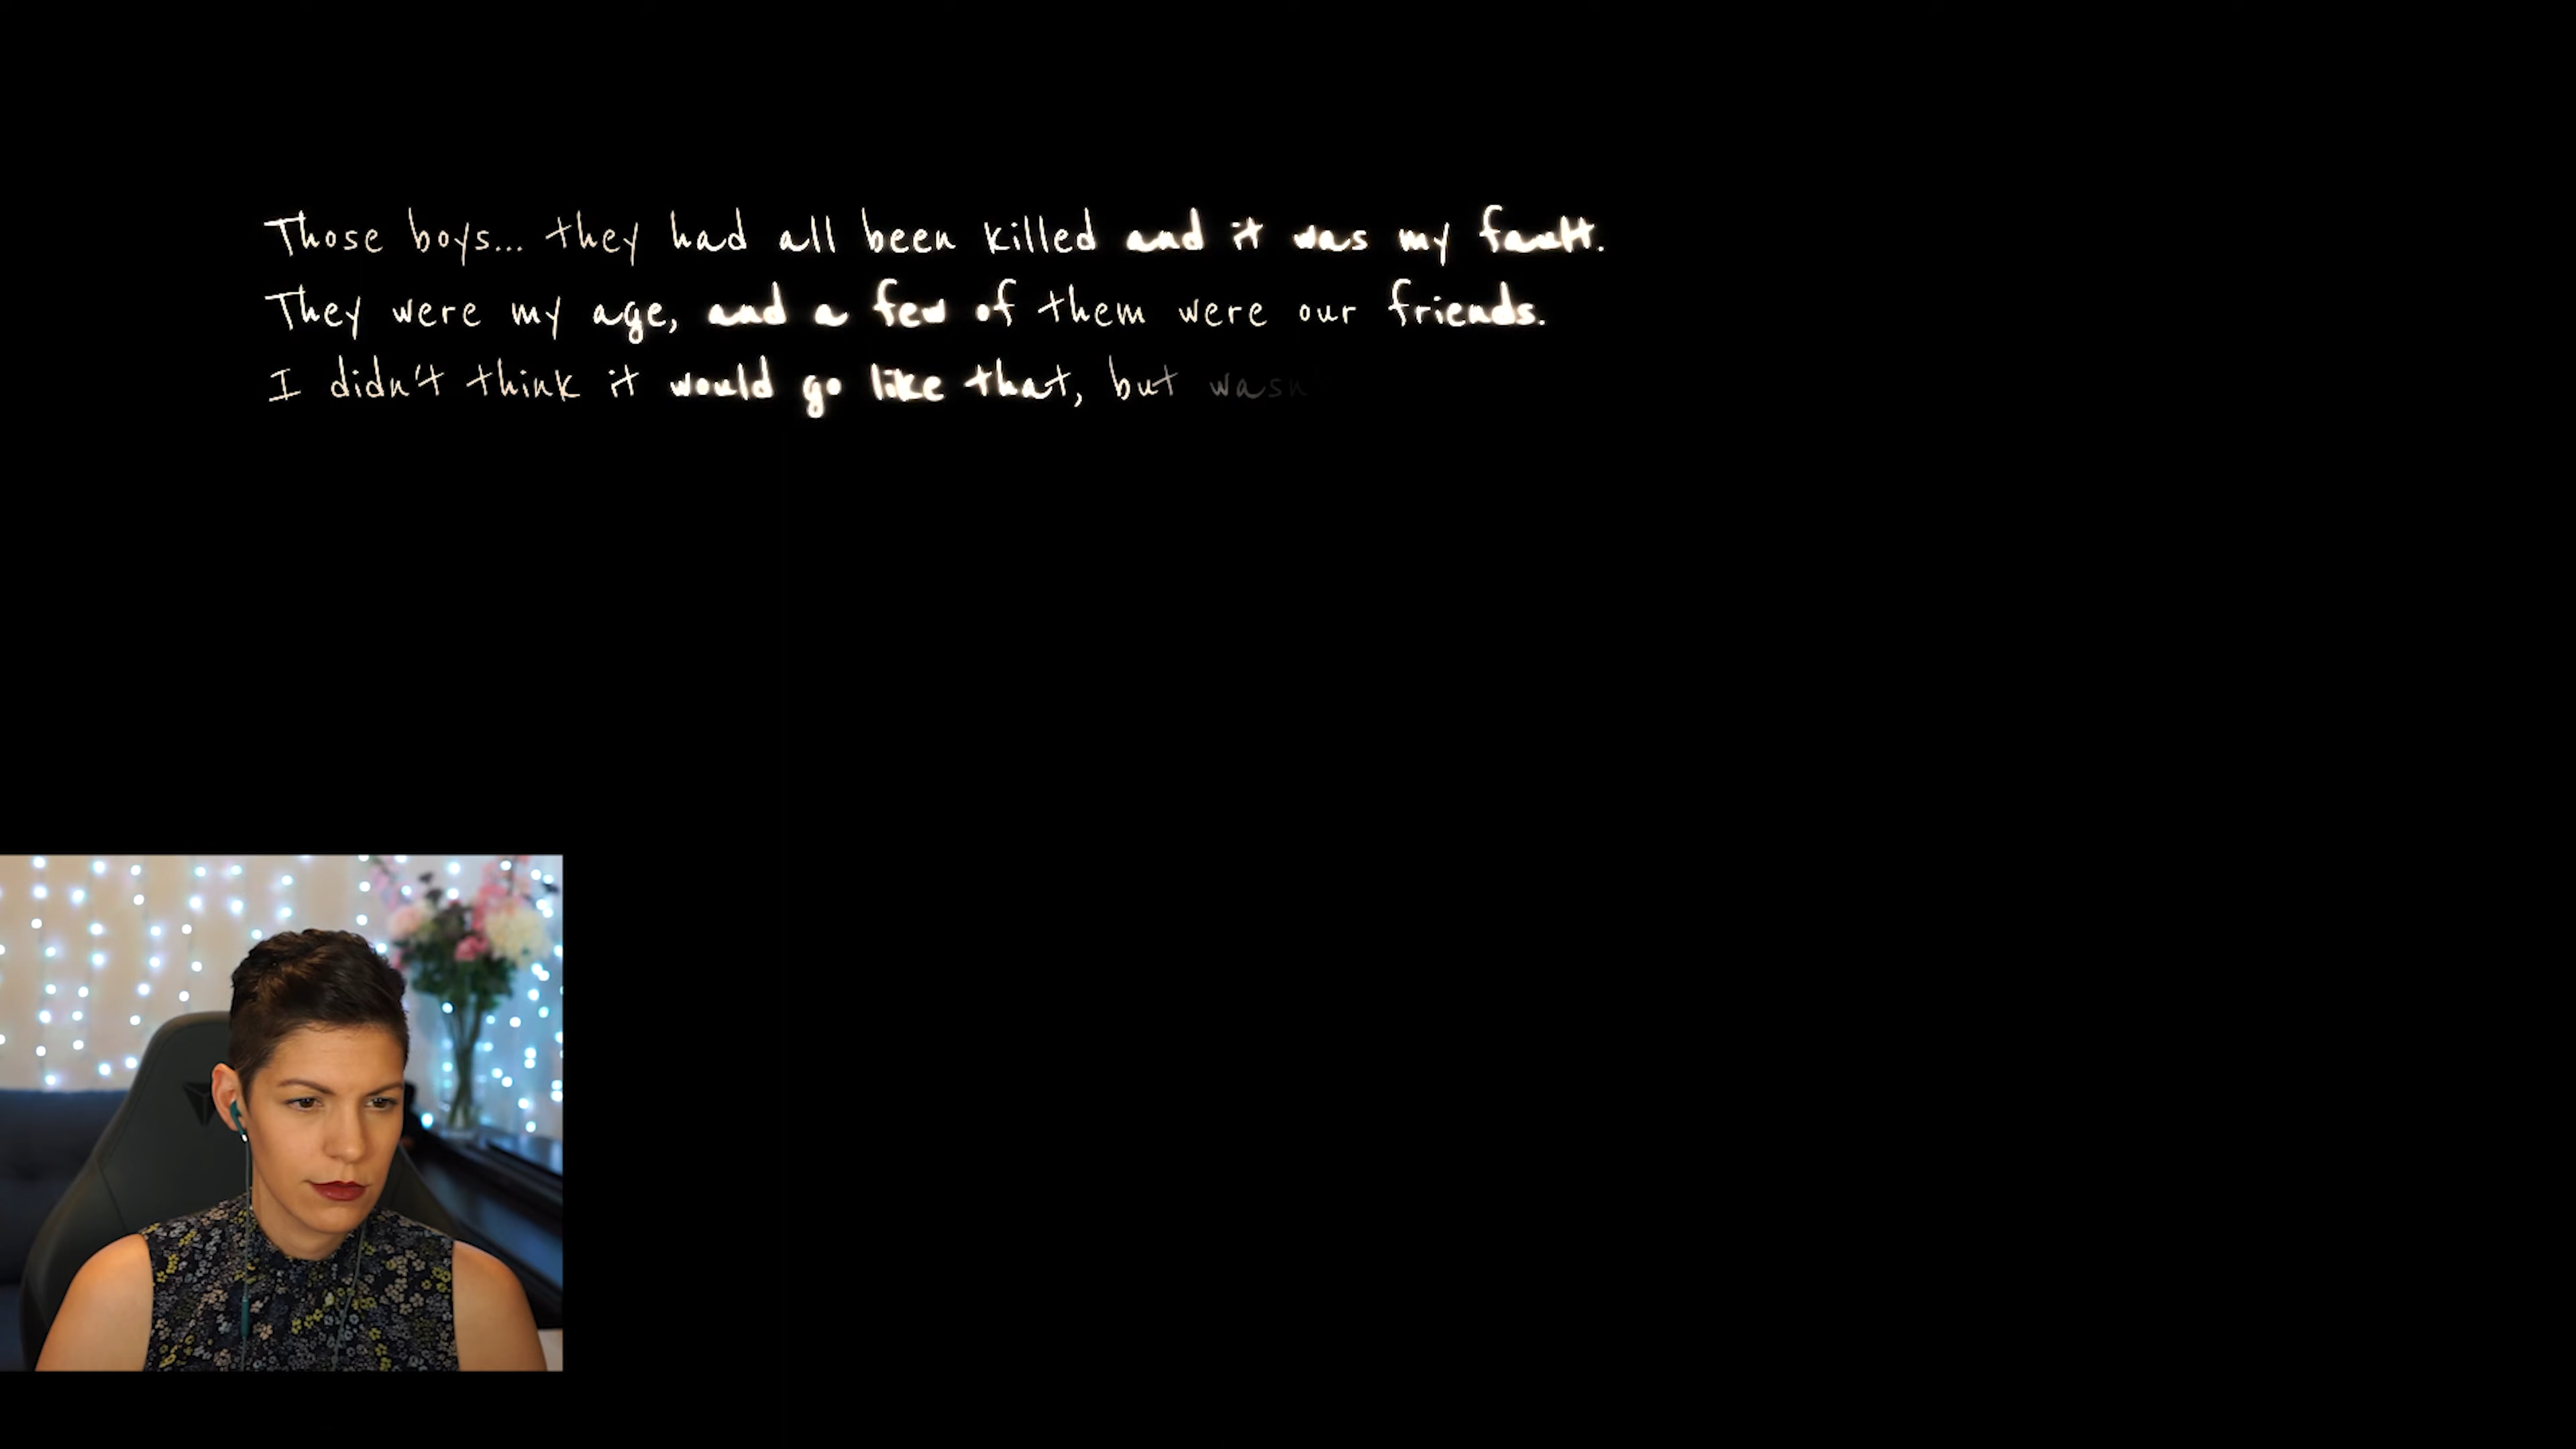 Those boys... they had all been killed and it was my fault.
They were my age, and a few of them were our friends.
I didn't think it would go like that, but wasn'